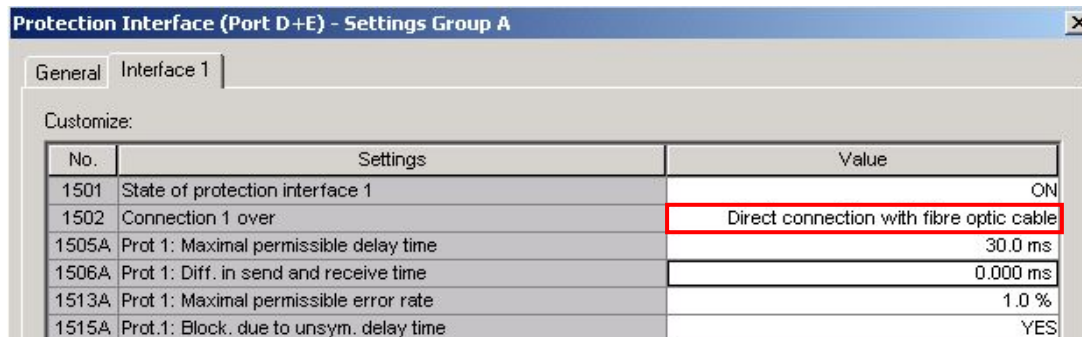 Protection Interface (Port D+E) - Settings Group A
General Interface 1
Customize:
No. Settings Value
1501 State of protection interface 1 ON
1502 Connection 1 over Direct connection with fibre optic cable
1505A Prot 1: Maximal permissible delay time 30.0 ms
1506A Prot 1: Diff. in send and receive time 0.000 ms
1513A Prot 1: Maximal permissible error rate 1.0 %
1515A Prot.1: Block. due to unsym. delay time YES